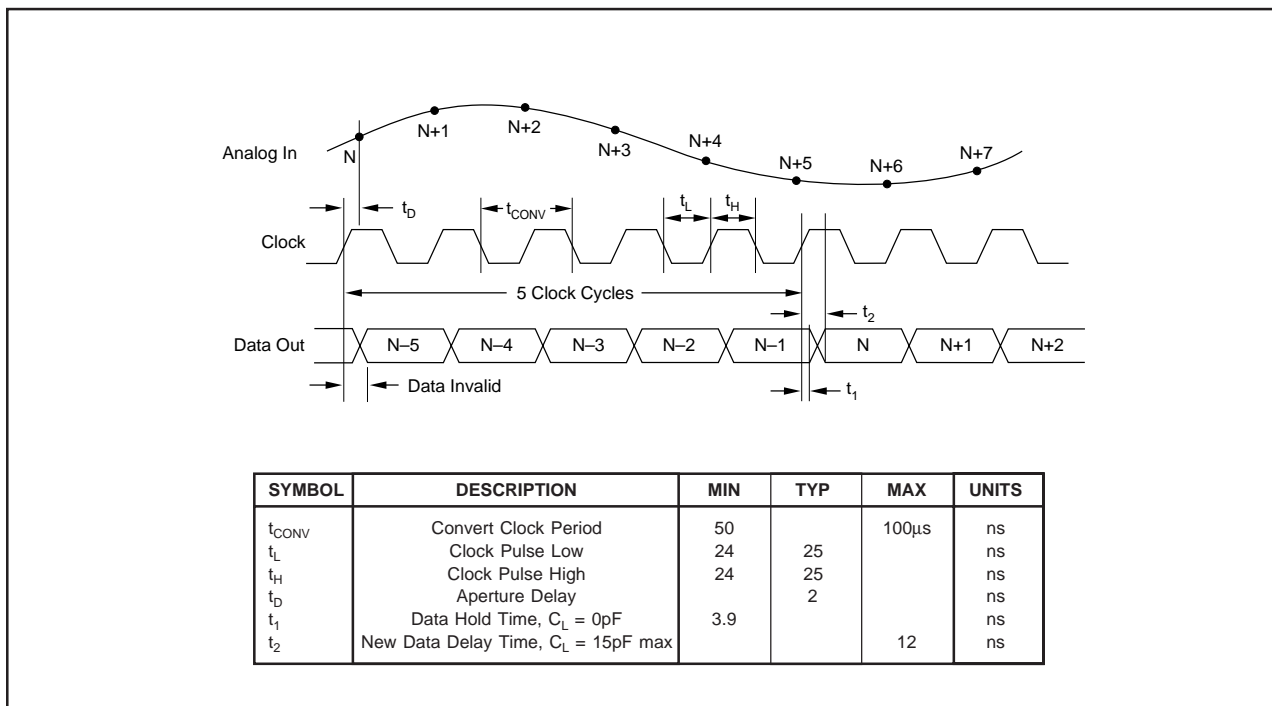 Analog In
N
N+1
N+2
N+3
N+4
N+5
N+6
N+7
tD
tCONV
tL
tH
Clock
5 Clock Cycles
t2
Data Out
N–5
N–4
N–3
N–2
N–1
N
N+1
N+2
Data Invalid
t1
SYMBOL DESCRIPTION MIN TYP MAX UNITS
tCONV Convert Clock Period 50 100µs ns
tL Clock Pulse Low 24 25 ns
tH Clock Pulse High 24 25 ns
tD Aperture Delay 2 ns
t1 Data Hold Time, CL = 0pF 3.9 ns
t2 New Data Delay Time, CL = 15pF max 12 ns